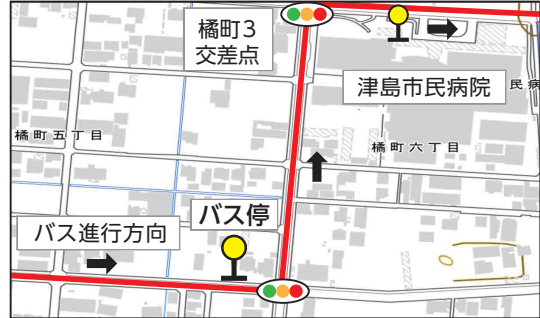 橘町3
交差点
津島市民病院
民病
橘町五丁目
橘町六丁目
バス停
バス進行方向